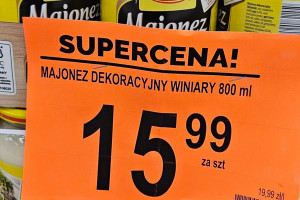 Majonez
Majonez
SUPERCENA!
MAJONEZ DEKORACYJNY WINIARY 800 ml
15 99
za szt
19,99 zł/l